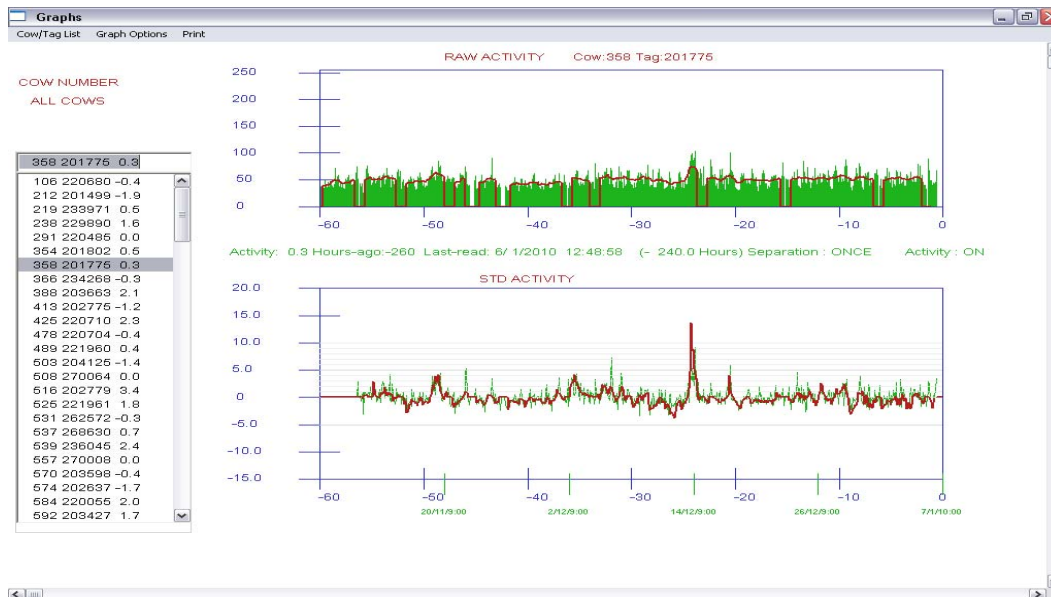 Graphs
Cow/Tag List Graph Options Print
RAW ACTIVITY Cow:358 Tag:201775
COW NUMBER
ALL COWS
358 201775 0.3
106 220680 -0.4
212 201499 -1.9
219 233971 0.5
238 229890 1.6
291 220485 0.0
354 201802 0.5
358 201775 0.3
366 234268 -0.3
388 203663 2.1
413 202775 -1.2
425 220710 2.3
478 220704 -0.4
489 221960 0.4
503 204125 -1.4
508 270064 0.0
516 202779 3.4
525 221961 1.8
531 262572 -0.3
537 268630 0.7
539 236045 2.4
557 270008 0.0
570 203598 -0.4
574 202637 -1.7
584 220055 2.0
592 203427 1.7
250
200
150
100
50
0
-60 -50 -40 -30 -20 -10 0
Activity: 0.3 Hours-ago:-260 Last-read: 6/ 1/2010 12:48:58 (- 240.0 Hours) Separation : ONCE Activity : ON
STD ACTIVITY
20.0
15.0
10.0
5.0
0
-5.0
-10.0
-15.0
-60 -50 -40 -30 -20 -10 0
20/11/9:00 2/12/9:00 14/12/9:00 26/12/9:00 7/1/10:00